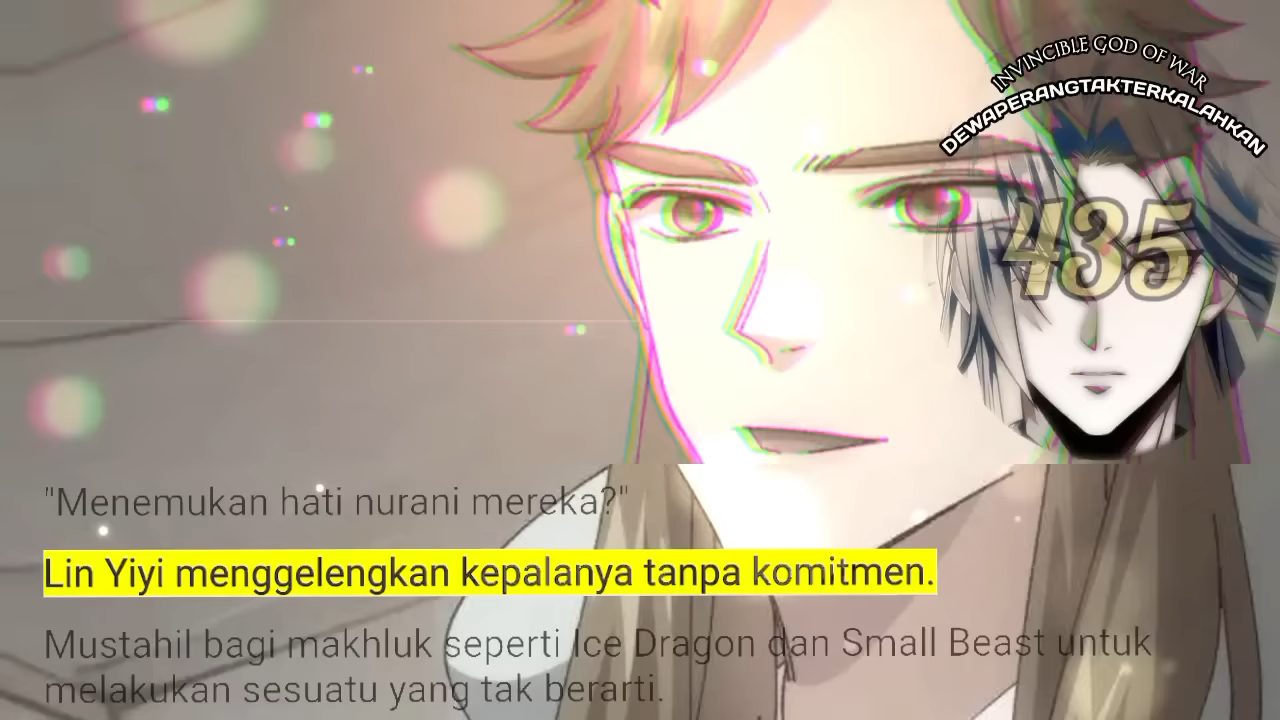 INVINCIBLE GOD OF WAR
DEWAPERANGTAKTERKALAHKAN
435
"Menemukan hati nurani mereka?"
Lin Yiyi menggelengkan kepalanya tanpa komitmen.
Mustahil bagi makhluk seperti Ice Dragon dan Small Beast untuk
melakukan sesuatu yang tak berarti.